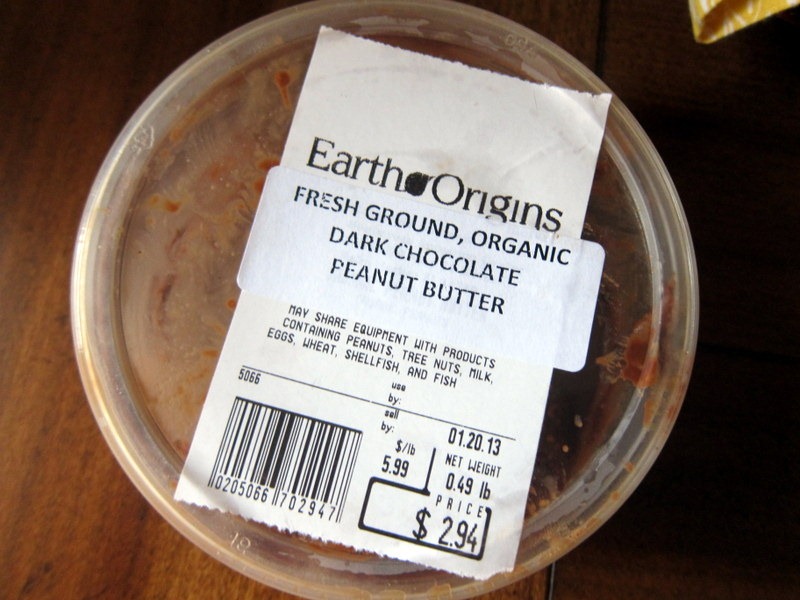 Earth Origins
FRESH GROUND, ORGANIC
DARK CHOCOLATE
PEANUT BUTTER
MAY SHARE EQUIPMENT WITH PRODUCTS
CONTAINING PEANUTS, TREE NUTS, MILK,
EGGS, WHEAT, SHELLFISH, AND FISH
5066
use
by:
sell
by:
01.20.13
$/lb
5.99
NET WEIGHT
0.49 lb
PRICE
$ 2.94
0205066 702947